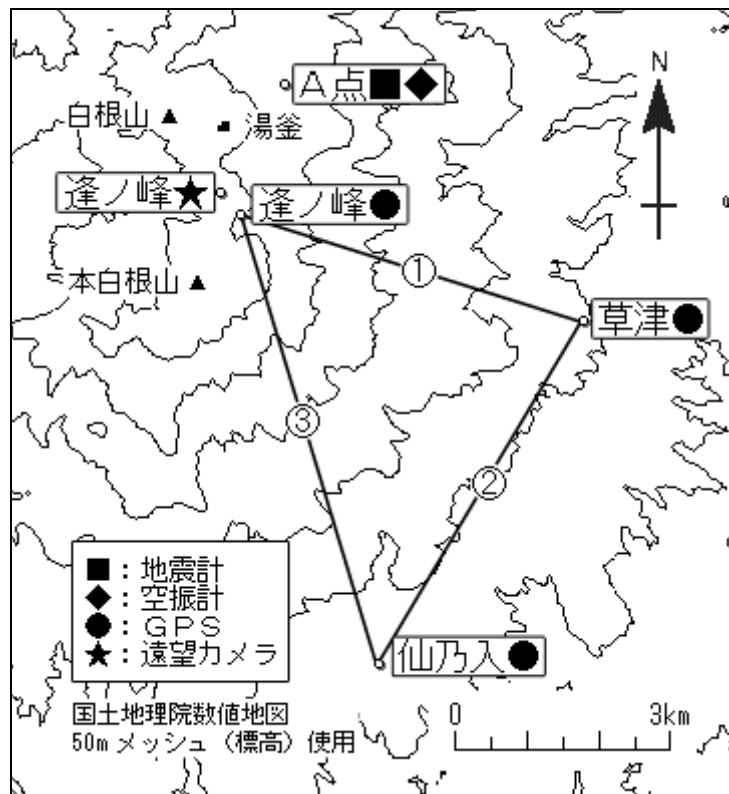 N
A点■◆
白根山▲
■湯釜
逢ノ峰★
逢ノ峰●
本白根山▲
①
草津●
③
②
■：地震計
◆：空振計
●：GPS
★：遠望カメラ
仙乃入●
国土地理院数値地図
50mメッシュ（標高）使用
0 3km